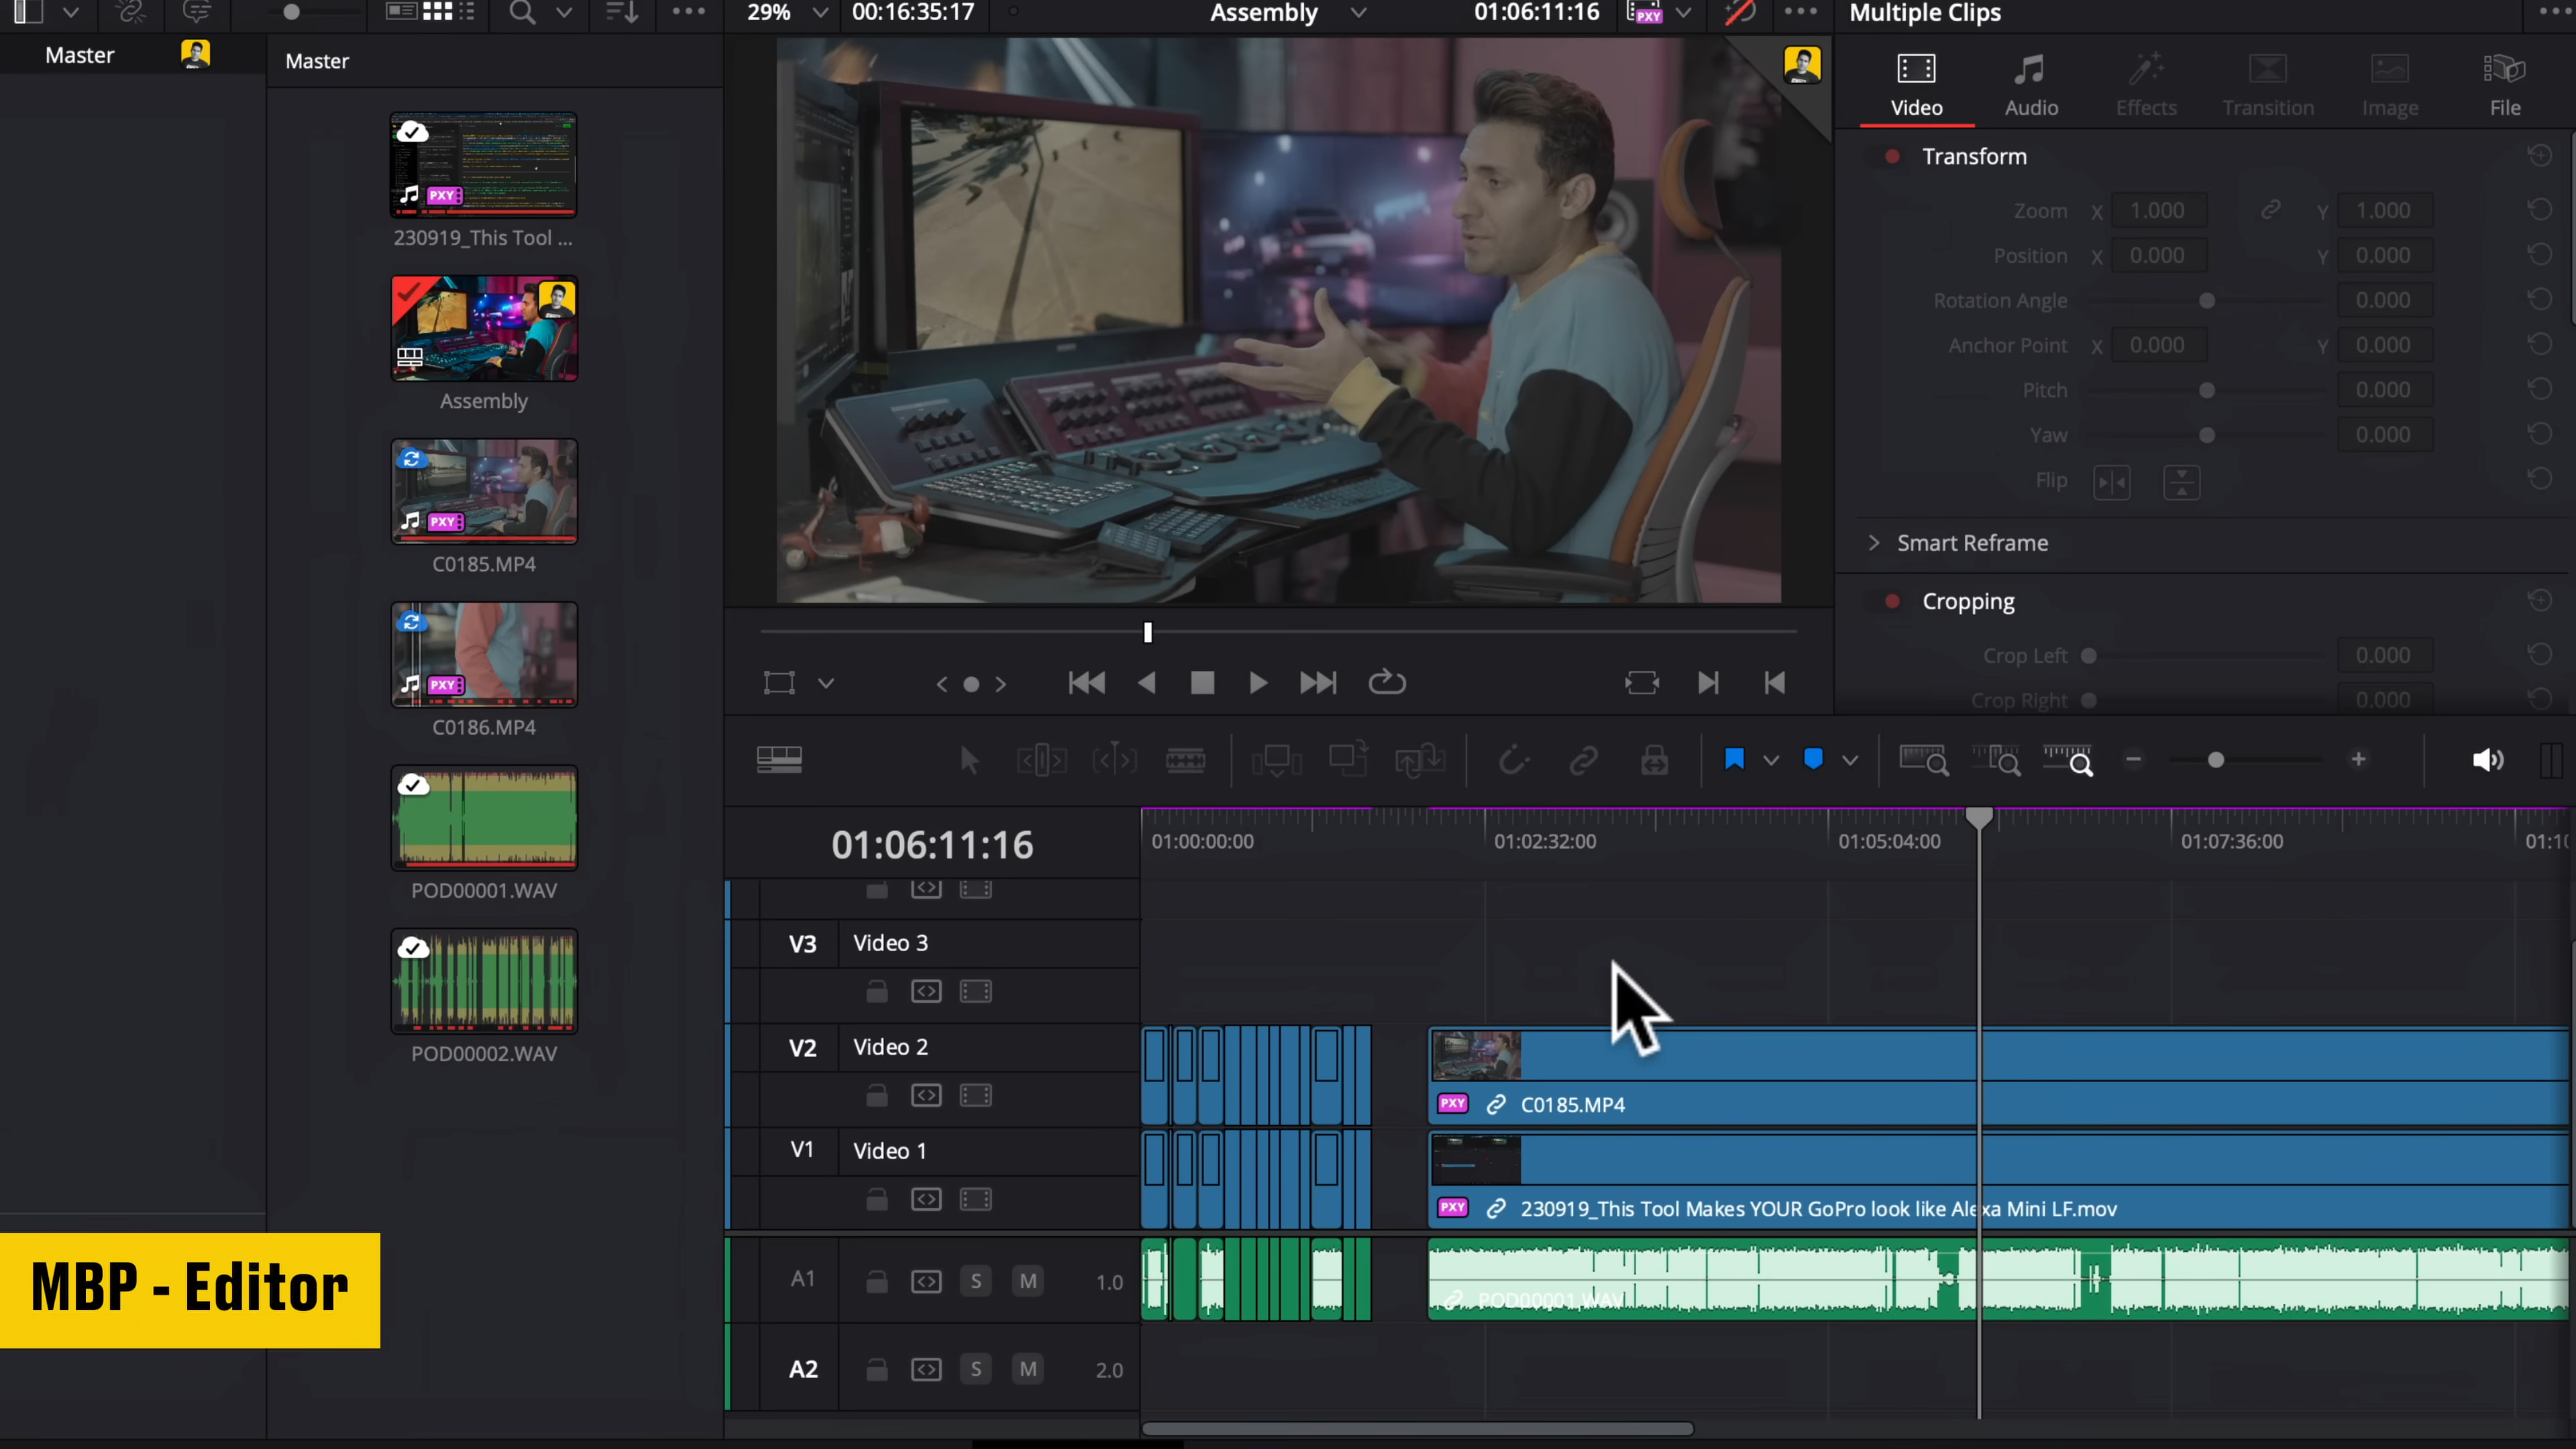 29%
00:16:35:17
Assembly
01:06:11:16
PXY
Multiple Clips
Master
Master
Video
Audio
Effects
Transition
Image
File
PXY
230919_This Tool ...
Assembly
PXY
C0185.MP4
PXY
C0186.MP4
POD00001.WAV
POD00002.WAV
Transform
Zoom X 1.000 Y 1.000
Position X 0.000 Y 0.000
Rotation Angle 0.000
Anchor Point X 0.000 Y 0.000
Pitch 0.000
Yaw 0.000
Flip
Smart Reframe
Cropping
Crop Left 0.000
Crop Right 0.000
01:06:11:16
01:00:00:00
01:02:32:00
01:05:04:00
01:07:36:00
V3 Video 3
V2 Video 2
PXY C0185.MP4
V1 Video 1
PXY 230919_This Tool Makes YOUR GoPro look like Alexa Mini LF.mov
A1 S M 1.0
POD00001.WAV
A2 S M 2.0
MBP - Editor